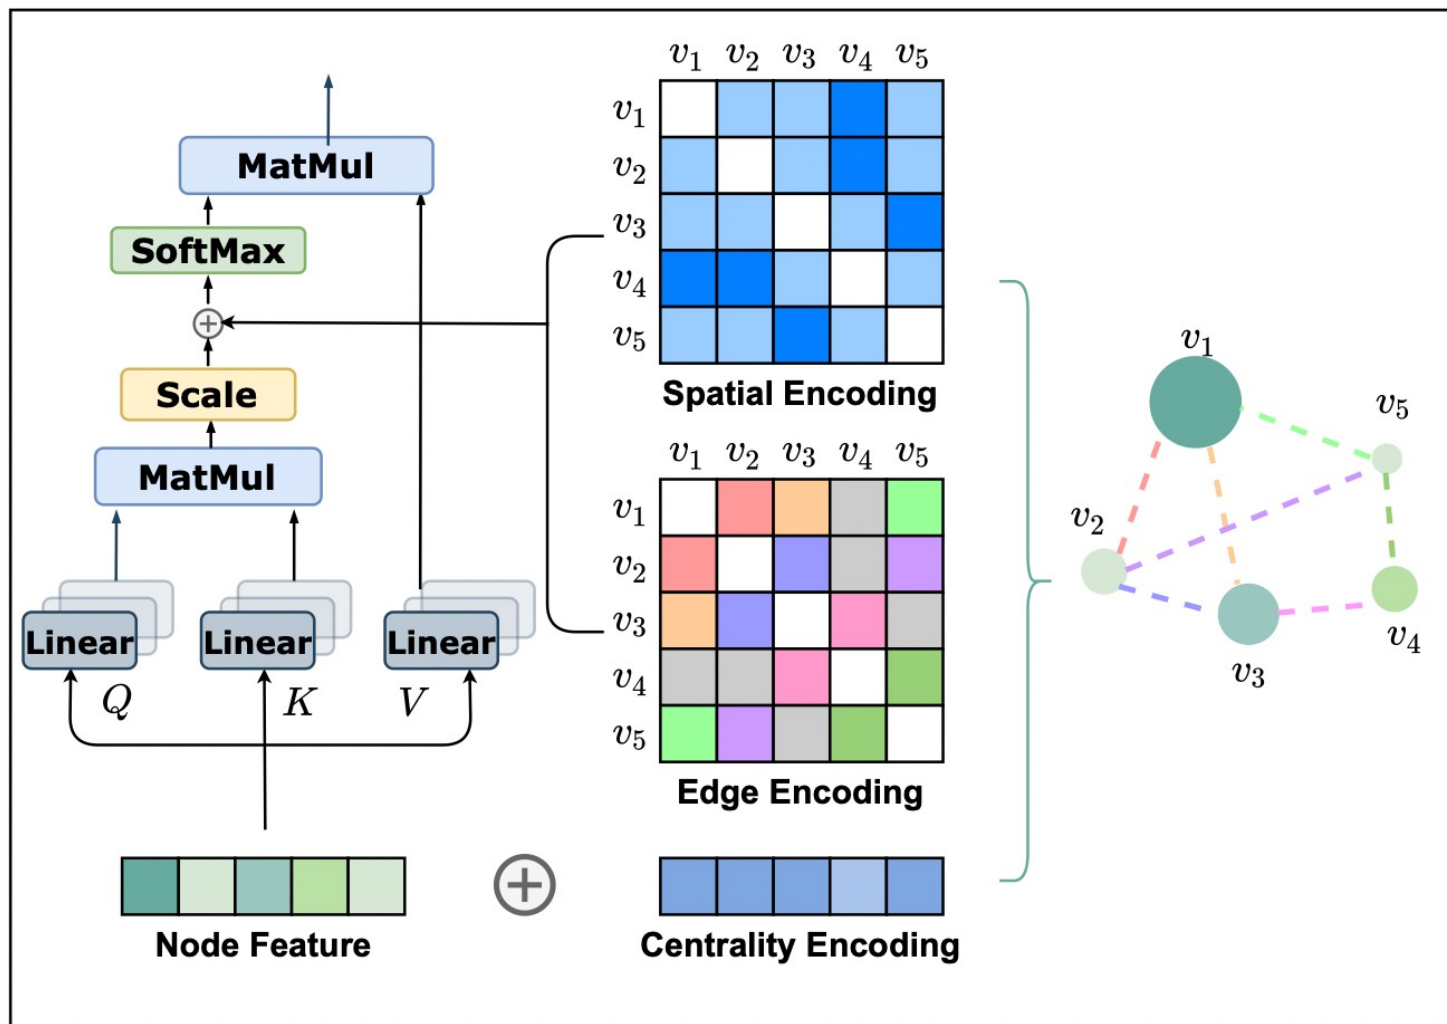 MatMul
SoftMax
Scale
MatMul
Linear
Linear
Linear
Q
K
V
Node Feature
v1 v2 v3 v4 v5
v1
v2
v3
v4
v5
Spatial Encoding
v1 v2 v3 v4 v5
v1
v2
v3
v4
v5
Edge Encoding
Centrality Encoding
v1
v5
v2
v4
v3